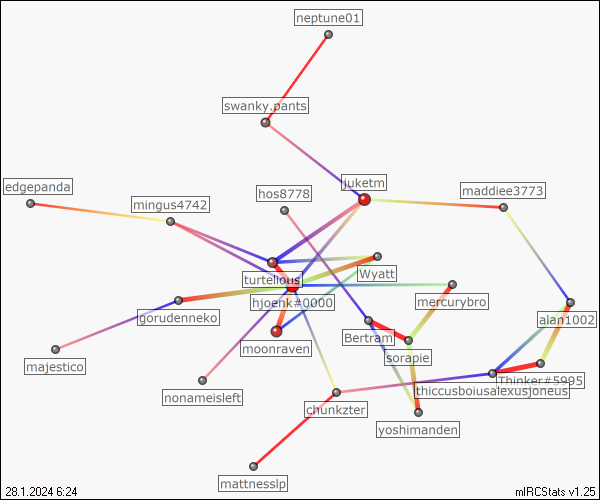 neptune01
swanky.pants
juketm
edgepanda
hos8778
maddiee3773
mingus4742
turtelious
Wyatt
hjoenk#0000
mercurybro
gorudenneko
alan1002
Bertram
moonraven
sorapie
majestico
Thinker#5995
thiccusboiusalexusjoneus
nonameisleft
chunkzter
yoshimanden
mattnesslp
28.1.2024 6:24
mIRCStats v1.25